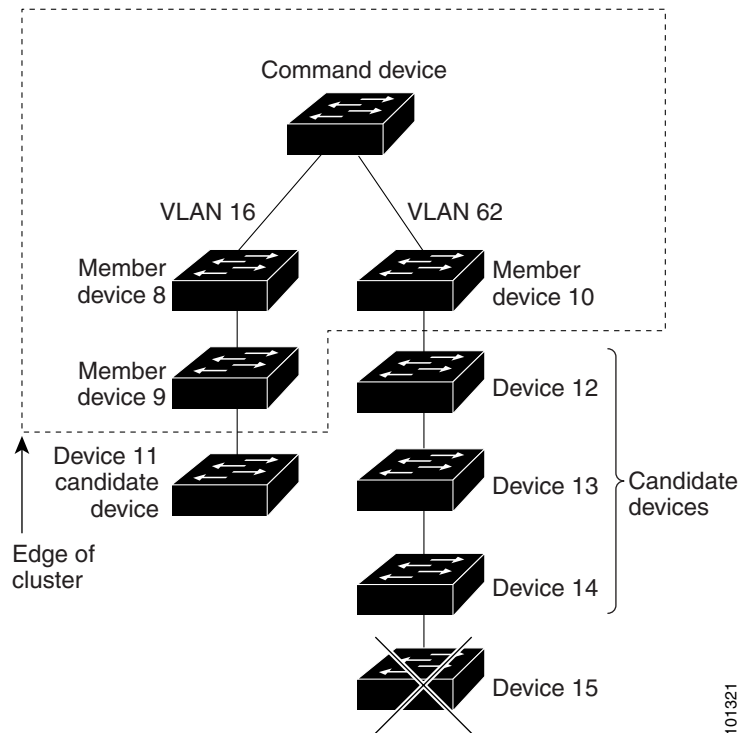 Command device
VLAN 16
VLAN 62
Member
device 8
Member
device 10
Member
device 9
Device 12
Device 11
candidate
device
Device 13
Candidate
devices
Edge of
cluster
Device 14
Device 15
101321